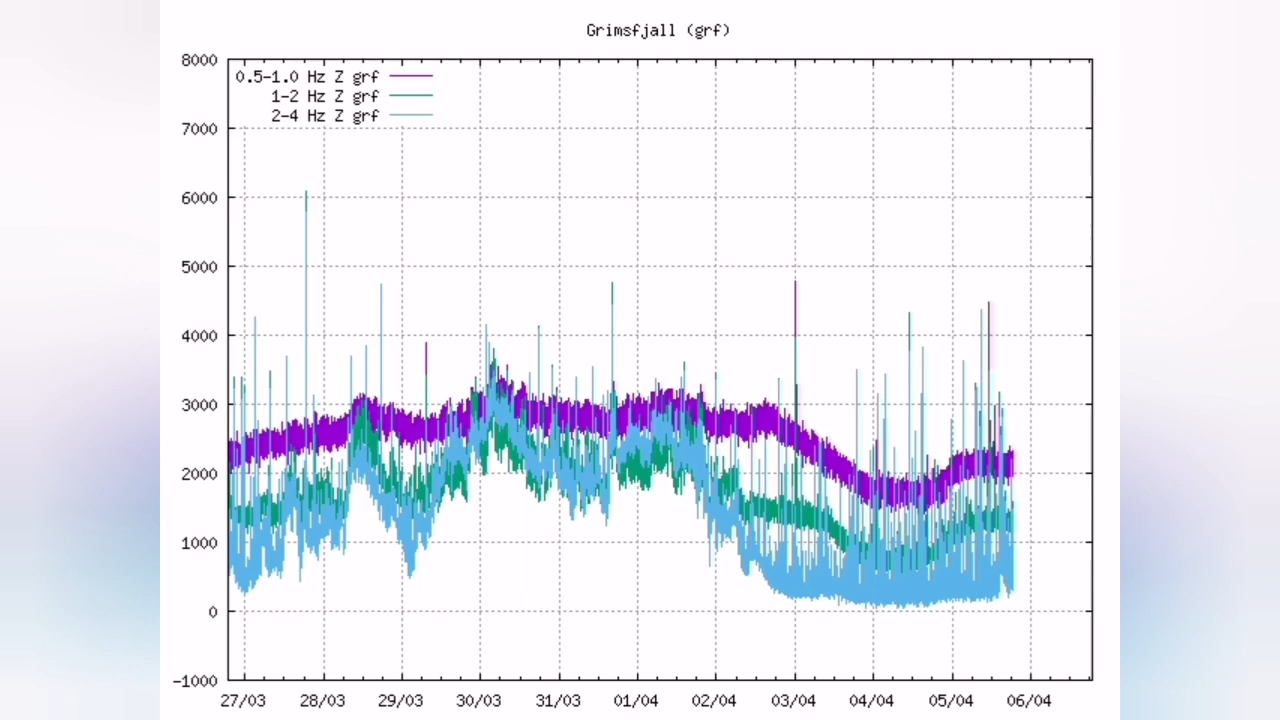 Grimsfjall (grf)
8000
0.5-1.0 Hz Z grf
1-2 Hz Z grf
2-4 Hz Z grf
7000
6000
5000
4000
3000
2000
1000
0
-1000
27/03 28/03 29/03 30/03 31/03 01/04 02/04 03/04 04/04 05/04 06/04